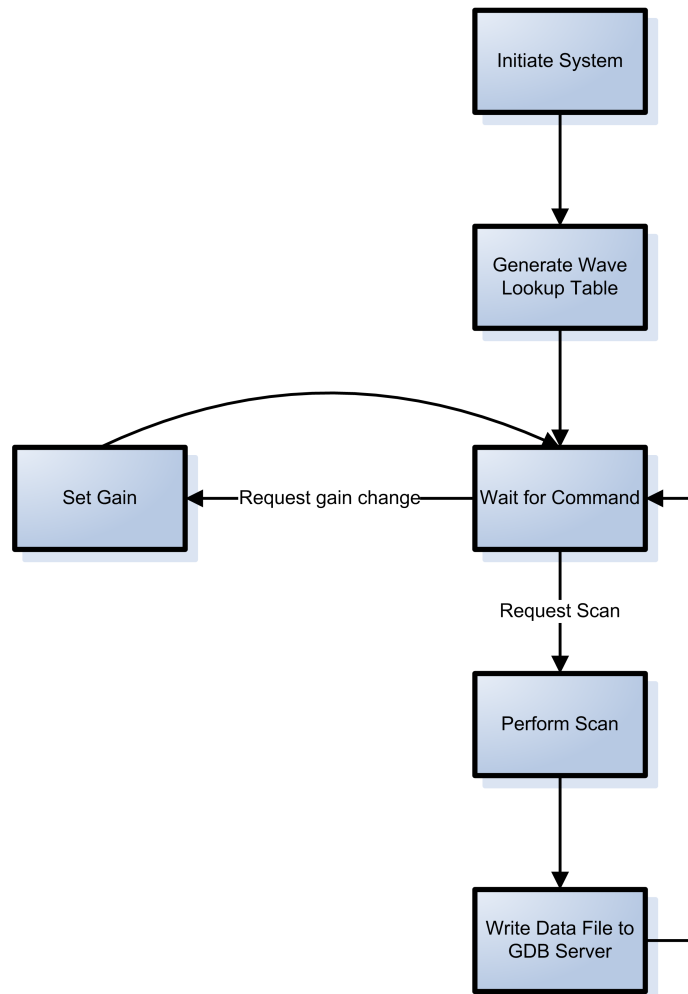 Initiate System
Generate Wave
Lookup Table
Set Gain
Request gain change
Wait for Command
Request Scan
Perform Scan
Write Data File to
GDB Server